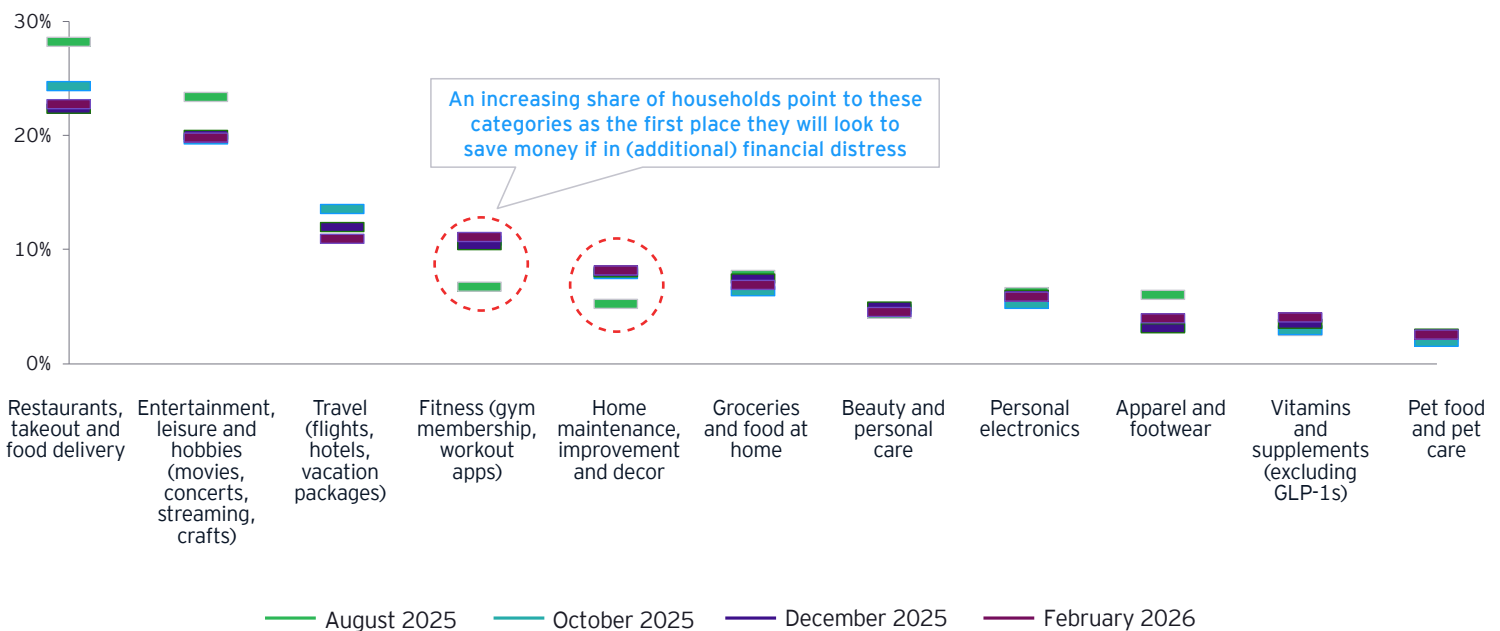 30%
20%
10%
0%
An increasing share of households point to these
categories as the first place they will look to
save money if in (additional) financial distress
Restaurants,
takeout and
food delivery
Entertainment,
leisure and
hobbies
(movies,
concerts,
streaming,
crafts)
Travel
(flights,
hotels,
vacation
packages)
Fitness (gym
membership,
workout
apps)
Home
maintenance,
improvement
and decor
Groceries
and food at
home
Beauty and
personal
care
Personal
electronics
Apparel and
footwear
Vitamins
and
supplements
(excluding
GLP-1s)
Pet food
and pet
care
August 2025
October 2025
December 2025
February 2026